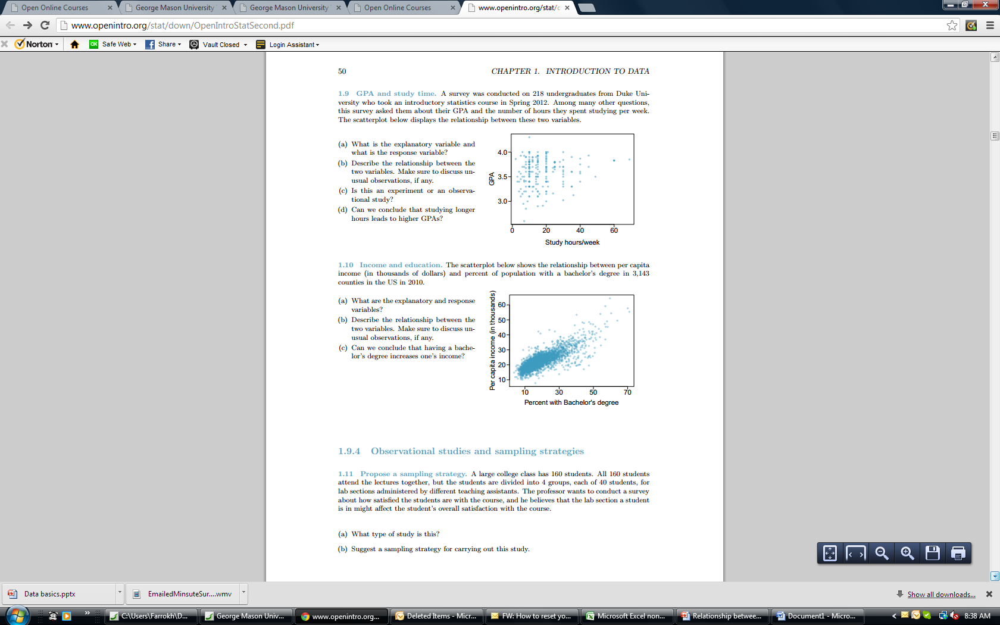 Open Online Courses
George Mason University
George Mason University
Open Online Courses
www.openintro.org/stat/
www.openintro.org/stat/down/OpenIntroStatSecond.pdf
Norton
OK Safe Web
Share
Vault Closed
Login Assistant
50 CHAPTER 1. INTRODUCTION TO DATA
1.9 GPA and study time. A survey was conducted on 218 undergraduates from Duke Uni-
versity who took an introductory statistics course in Spring 2012. Among many other questions,
this survey asked them about their GPA and the number of hours they spent studying per week.
The scatterplot below displays the relationship between these two variables.
(a) What is the explanatory variable and
what is the response variable?
(b) Describe the relationship between the
two variables. Make sure to discuss un-
usual observations, if any.
(c) Is this an experiment or an observa-
tional study?
(d) Can we conclude that studying longer
hours leads to higher GPAs?
GPA
4.0
3.5
3.0
0 20 40 60
Study hours/week
1.10 Income and education. The scatterplot below shows the relationship between per capita
income (in thousands of dollars) and percent of population with a bachelor's degree in 3,143
counties in the US in 2010.
(a) What are the explanatory and response
variables?
(b) Describe the relationship between the
two variables. Make sure to discuss un-
usual observations, if any.
(c) Can we conclude that having a bache-
lor's degree increases one's income?
Per capita income (in thousands)
60
50
40
30
20
10
10 30 50 70
Percent with Bachelor's degree
1.9.4 Observational studies and sampling strategies
1.11 Propose a sampling strategy. A large college class has 160 students. All 160 students
attend the lectures together, but the students are divided into 4 groups, each of 40 students, for
lab sections administered by different teaching assistants. The professor wants to conduct a survey
about how satisfied the students are with the course, and he believes that the lab section a student
is in might affect the student's overall satisfaction with the course.
(a) What type of study is this?
(b) Suggest a sampling strategy for carrying out this study.
Data basics.pptx
EmailedMinsuteSur....wmv
Show all downloads...
C:\Users\Farrokh\D...
George Mason Univ...
www.openintro.org...
Deleted Items - Micr...
FW: How to reset yo...
Microsoft Excel non...
Relationship betwee...
Document1 - Micro...
8:38 AM